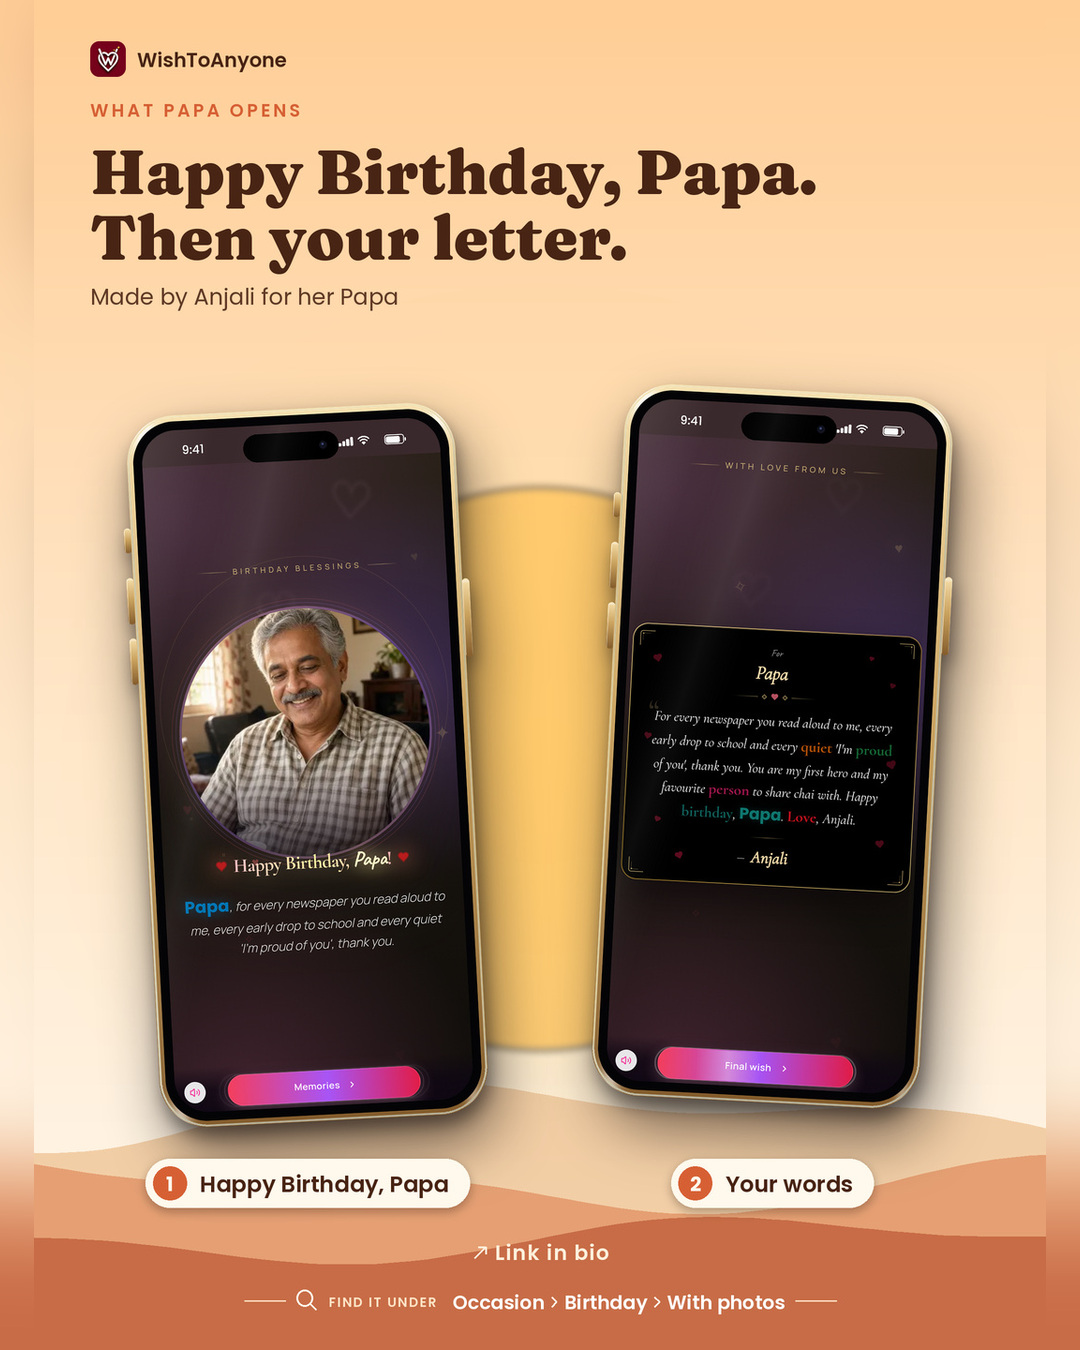 WishToAnyone
WHAT PAPA OPENS
Happy Birthday, Papa.
Then your letter.
Made by Anjali for her Papa
9:41
BIRTHDAY BLESSINGS
Happy Birthday, Papa!
Papa, for every newspaper you read aloud to
me, every early drop to school and every quiet
'I'm proud of you', thank you.
Memories >
9:41
WITH LOVE FROM US
For
Papa
“
For every newspaper you read aloud to me, every
early drop to school and every quiet 'I'm proud
of you', thank you. You are my first hero and my
favourite person to share chai with. Happy
birthday, Papa. Love, Anjali.
– Anjali
Final wish >
1 Happy Birthday, Papa
2 Your words
↗ Link in bio
FIND IT UNDER Occasion > Birthday > With photos